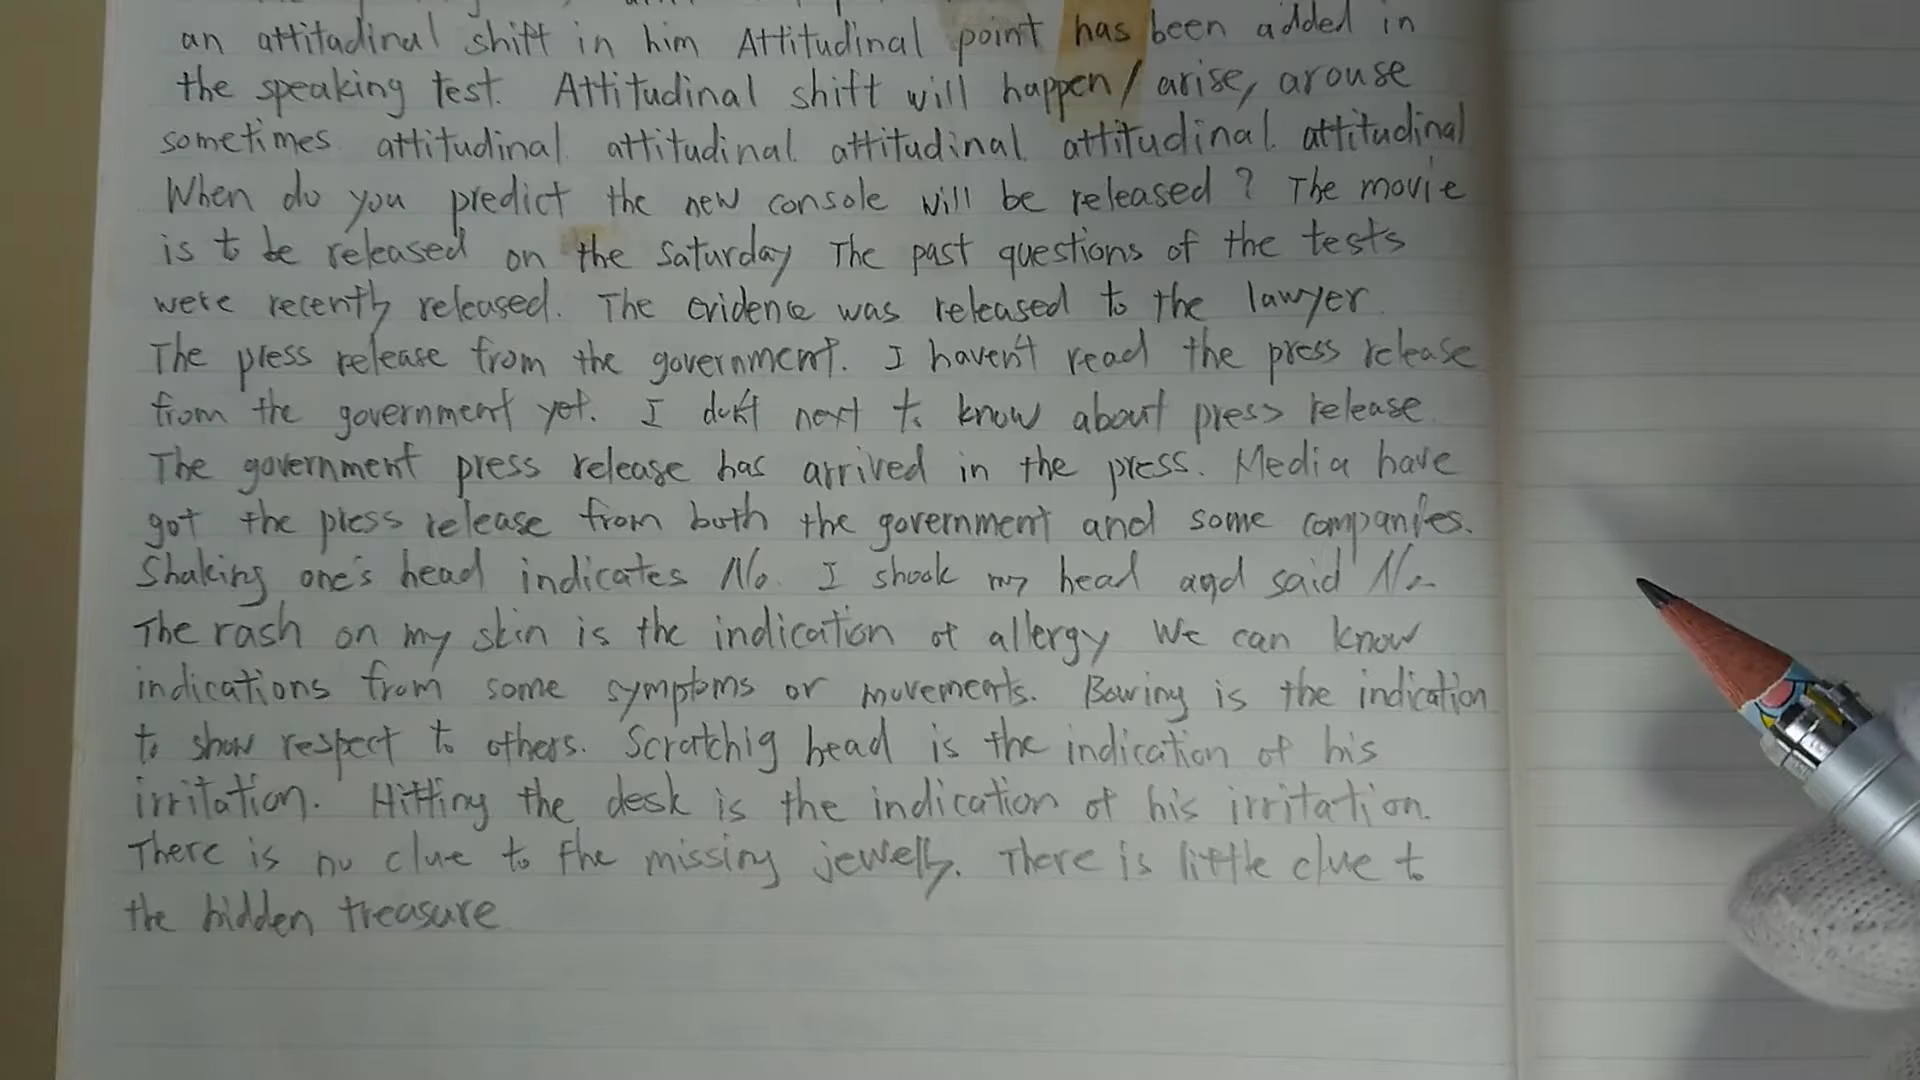 an attitadinal shift in him Attitudinal point has been added in
the speaking test. Attitudinal shift will happen/ arise, arouse
sometimes attitudinal attitudinal. attitudinal. attitudinal. attitudinal
When do you predict the new console will be released? The movie
is to be released on the Saturday The past questions of the tests
were recently released. The evidence was released to the lawyer.
The press release from the government. I haven't read the press release
from the government yet. I next to know about press release
The government press release has arrived in the press. Media have
got the press release from both the government and some companies.
Shaking one's head indicates No. I shook my head and said No
The rash on my skin is the indication of allergy We can know
indications from some symptoms or movements. Bowing is the indication
to show respect to others. Scratchig head is the indication of his
irritation. Hitting the desk is the indication of his irritation.
There is no clue to the missing jewelly. There is little clue to
the hidden treasure